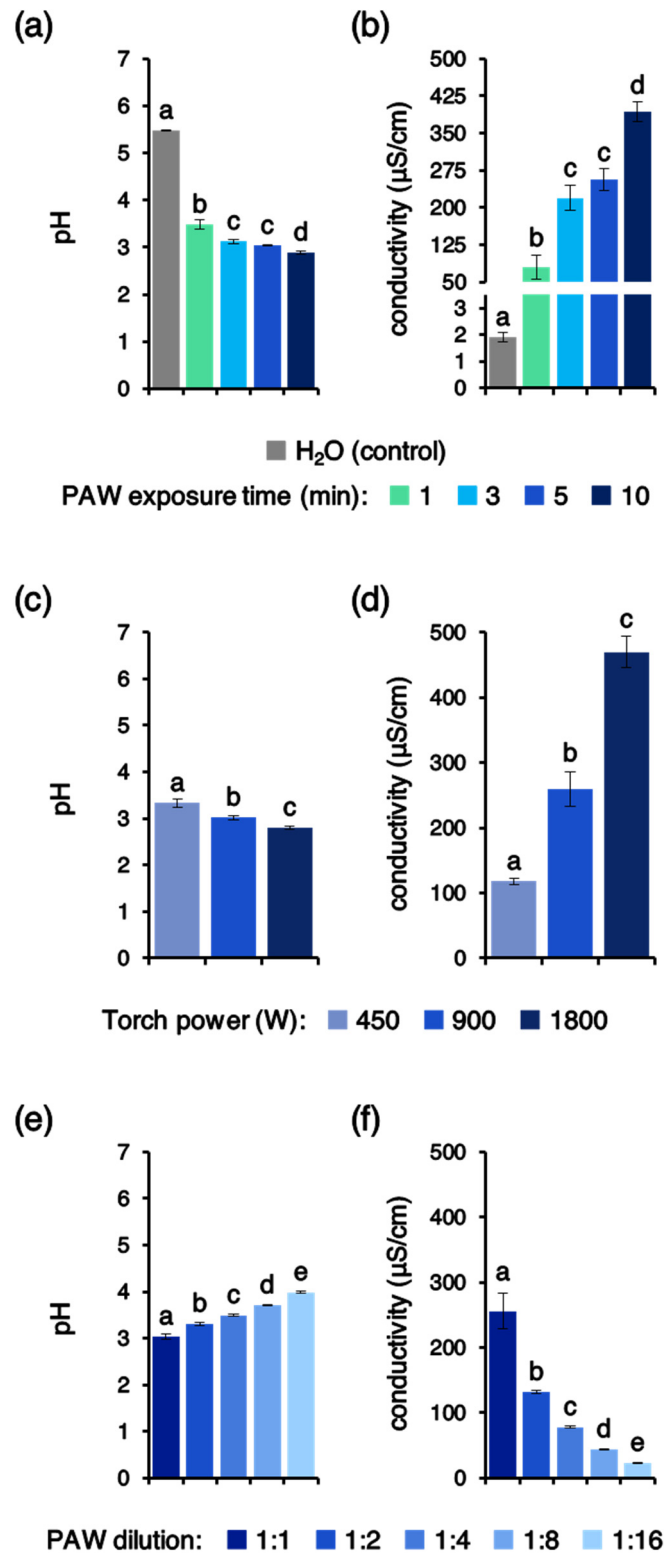 (a)
(b)
7
6
5
4
3
2
1
0
pH
a
b
c
c
d
500
425
350
275
200
125
50
3
2
1
0
conductivity (µS/cm)
a
b
c
c
d
H₂O (control)
PAW exposure time (min): 1 3 5 10
(c)
(d)
7
6
5
4
3
2
1
0
pH
a
b
c
500
400
300
200
100
0
conductivity (µS/cm)
a
b
c
Torch power (W): 450 900 1800
(e)
(f)
7
6
5
4
3
2
1
0
pH
a
b
c
d
e
500
400
300
200
100
0
conductivity (µS/cm)
a
b
c
d
e
PAW dilution: 1:1 1:2 1:4 1:8 1:16